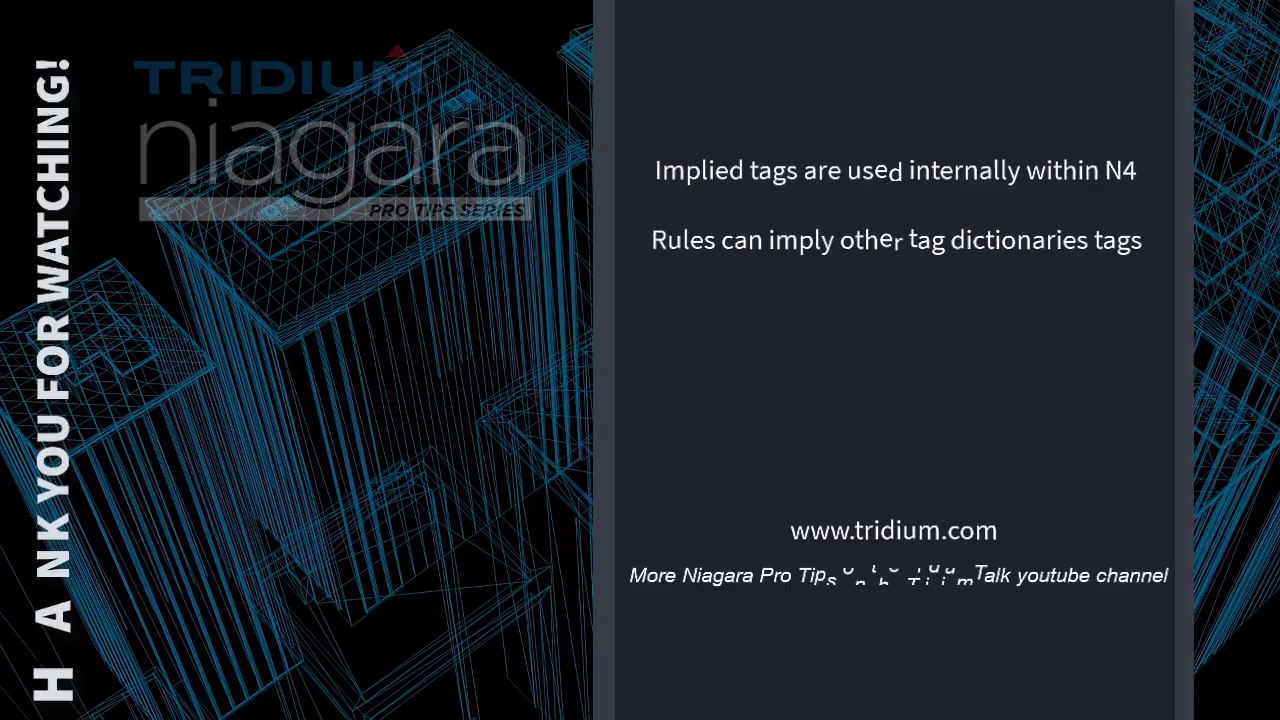 HANK YOU FOR WATCHING!
TRIDIUM
niagara
PRO TIPS SERIES
Implied tags are used internally within N4
Rules can imply other tag dictionaries tags
www.tridium.com
More Niagara Pro Tips Talk youtube channel